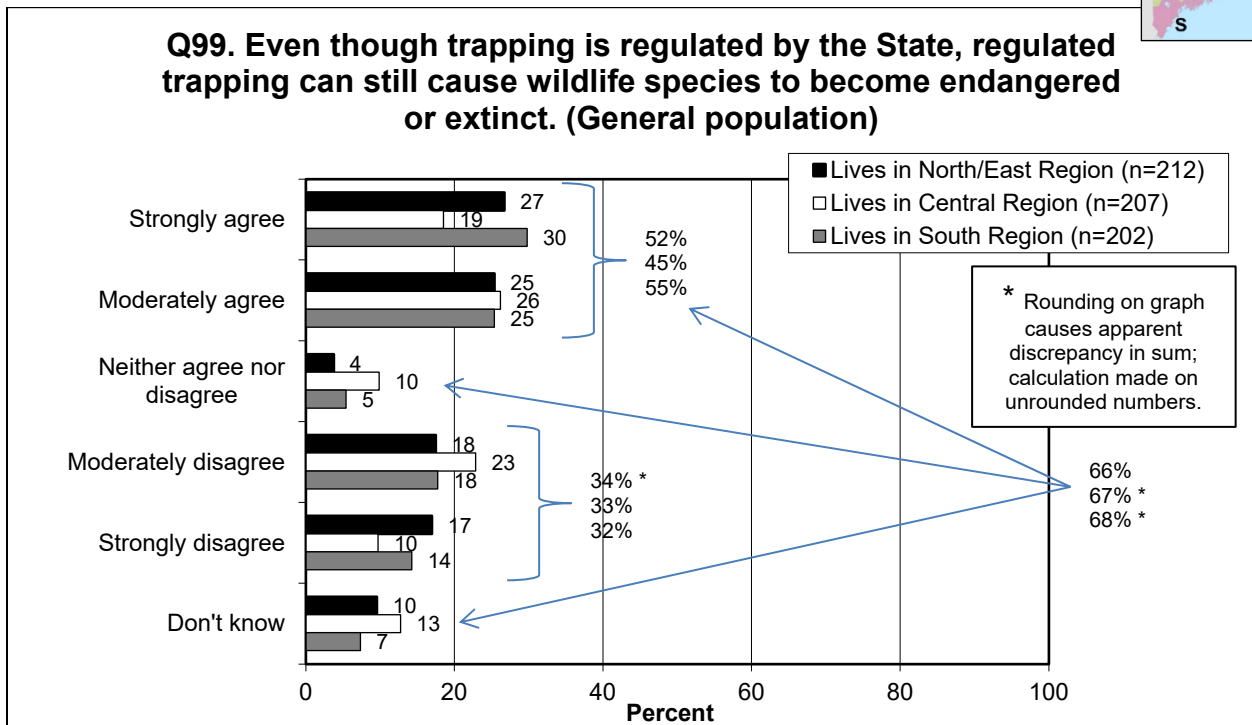 S
Q99. Even though trapping is regulated by the State, regulated
trapping can still cause wildlife species to become endangered
or extinct. (General population)
Lives in North/East Region (n=212)
Lives in Central Region (n=207)
Lives in South Region (n=202)
* Rounding on graph
causes apparent
discrepancy in sum;
calculation made on
unrounded numbers.
Strongly agree
27
19
30
Moderately agree
25
26
25
52%
45%
55%
Neither agree nor
disagree
4
10
5
Moderately disagree
18
23
18
Strongly disagree
17
10
14
34% *
33%
32%
66%
67% *
68% *
Don't know
10
13
7
0
20
40
60
80
100
Percent